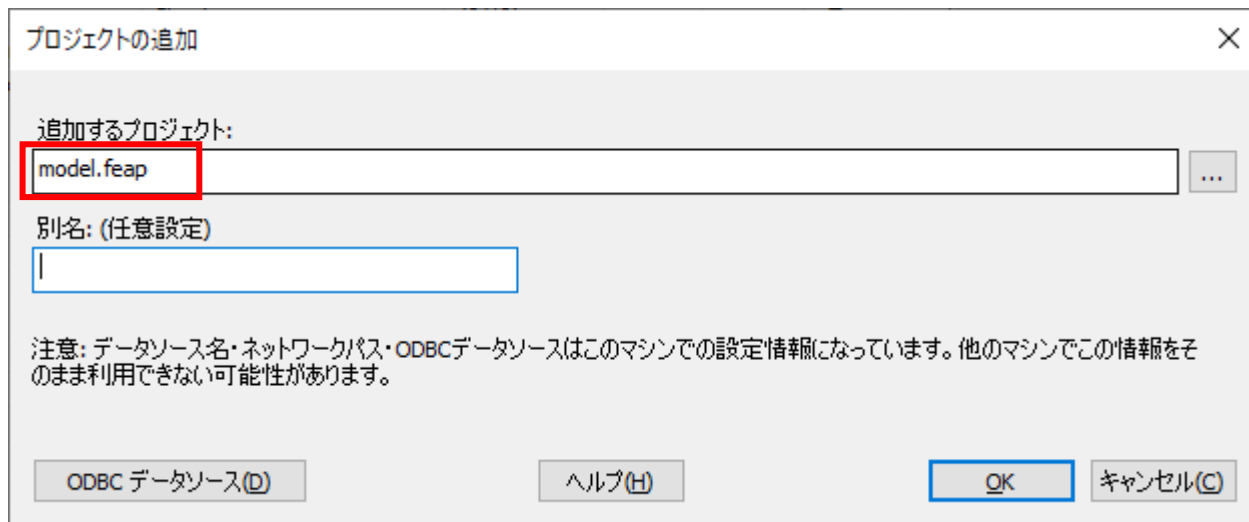 プロジェクトの追加
追加するプロジェクト:
model.feap
...
別名: (任意設定)
注意: データソース名・ネットワークパス・ODBCデータソースはこのマシンでの設定情報になっています。他のマシンでこの情報をそ
のまま利用できない可能性があります。
ODBC データソース(D)
ヘルプ(H)
OK
キャンセル(C)